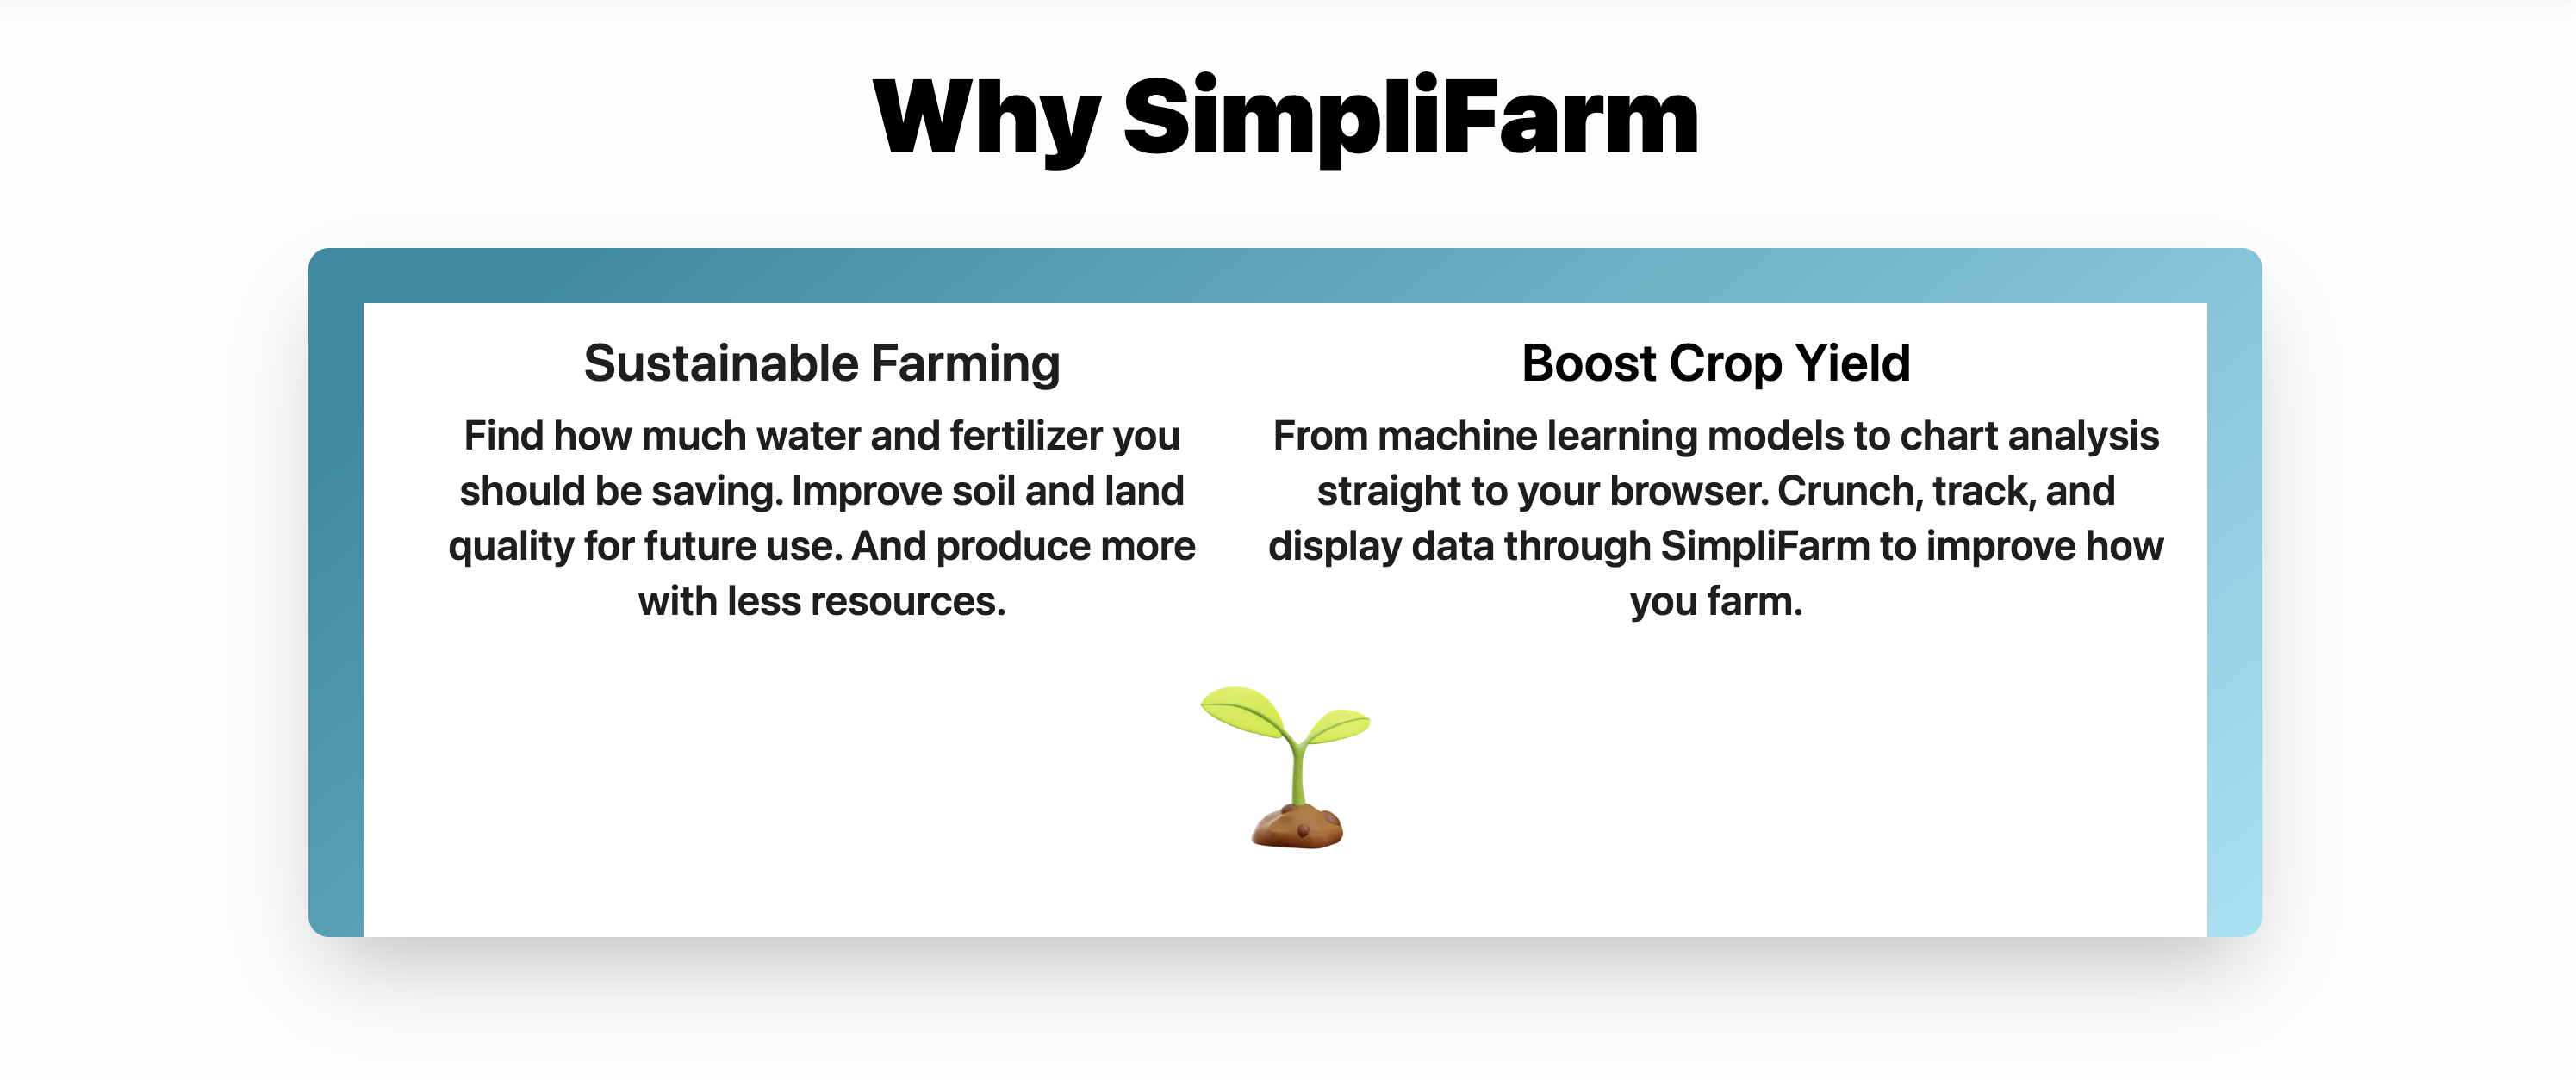 Why SimpliFarm
Sustainable Farming
Find how much water and fertilizer you
should be saving. Improve soil and land
quality for future use. And produce more
with less resources.
Boost Crop Yield
From machine learning models to chart analysis
straight to your browser. Crunch, track, and
display data through SimpliFarm to improve how
you farm.